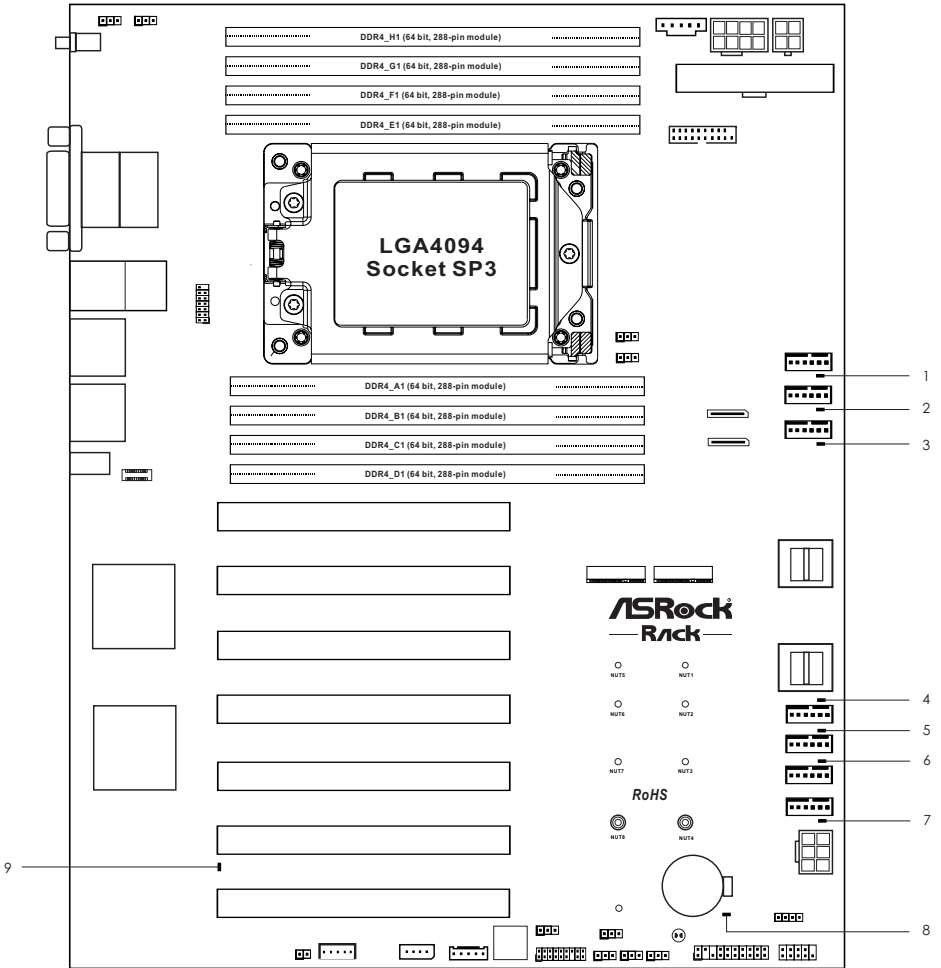 DDR4_H1 (64 bit, 288-pin module)
DDR4_G1 (64 bit, 288-pin module)
DDR4_F1 (64 bit, 288-pin module)
DDR4_E1 (64 bit, 288-pin module)
LGA4094
Socket SP3
DDR4_A1 (64 bit, 288-pin module)
DDR4_B1 (64 bit, 288-pin module)
DDR4_C1 (64 bit, 288-pin module)
DDR4_D1 (64 bit, 288-pin module)
1
2
3
ASRock
Rack
NUT5 NUT1
4
NUT6 NUT2
5
6
NUT7 NUT3
RoHS
7
NUT8 NUT4
9
8